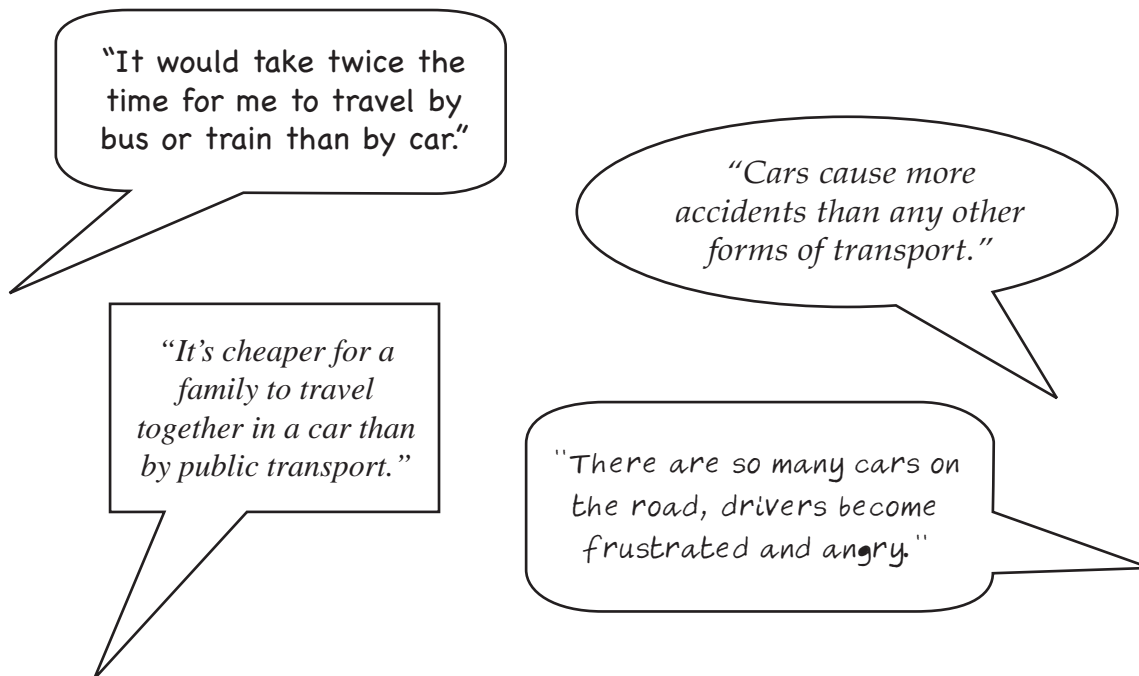 “It would take twice the
time for me to travel by
bus or train than by car.”
“Cars cause more
accidents than any other
forms of transport.”
“It’s cheaper for a
family to travel
together in a car than
by public transport.”
"There are so many cars on
the road, drivers become
frustrated and angry."